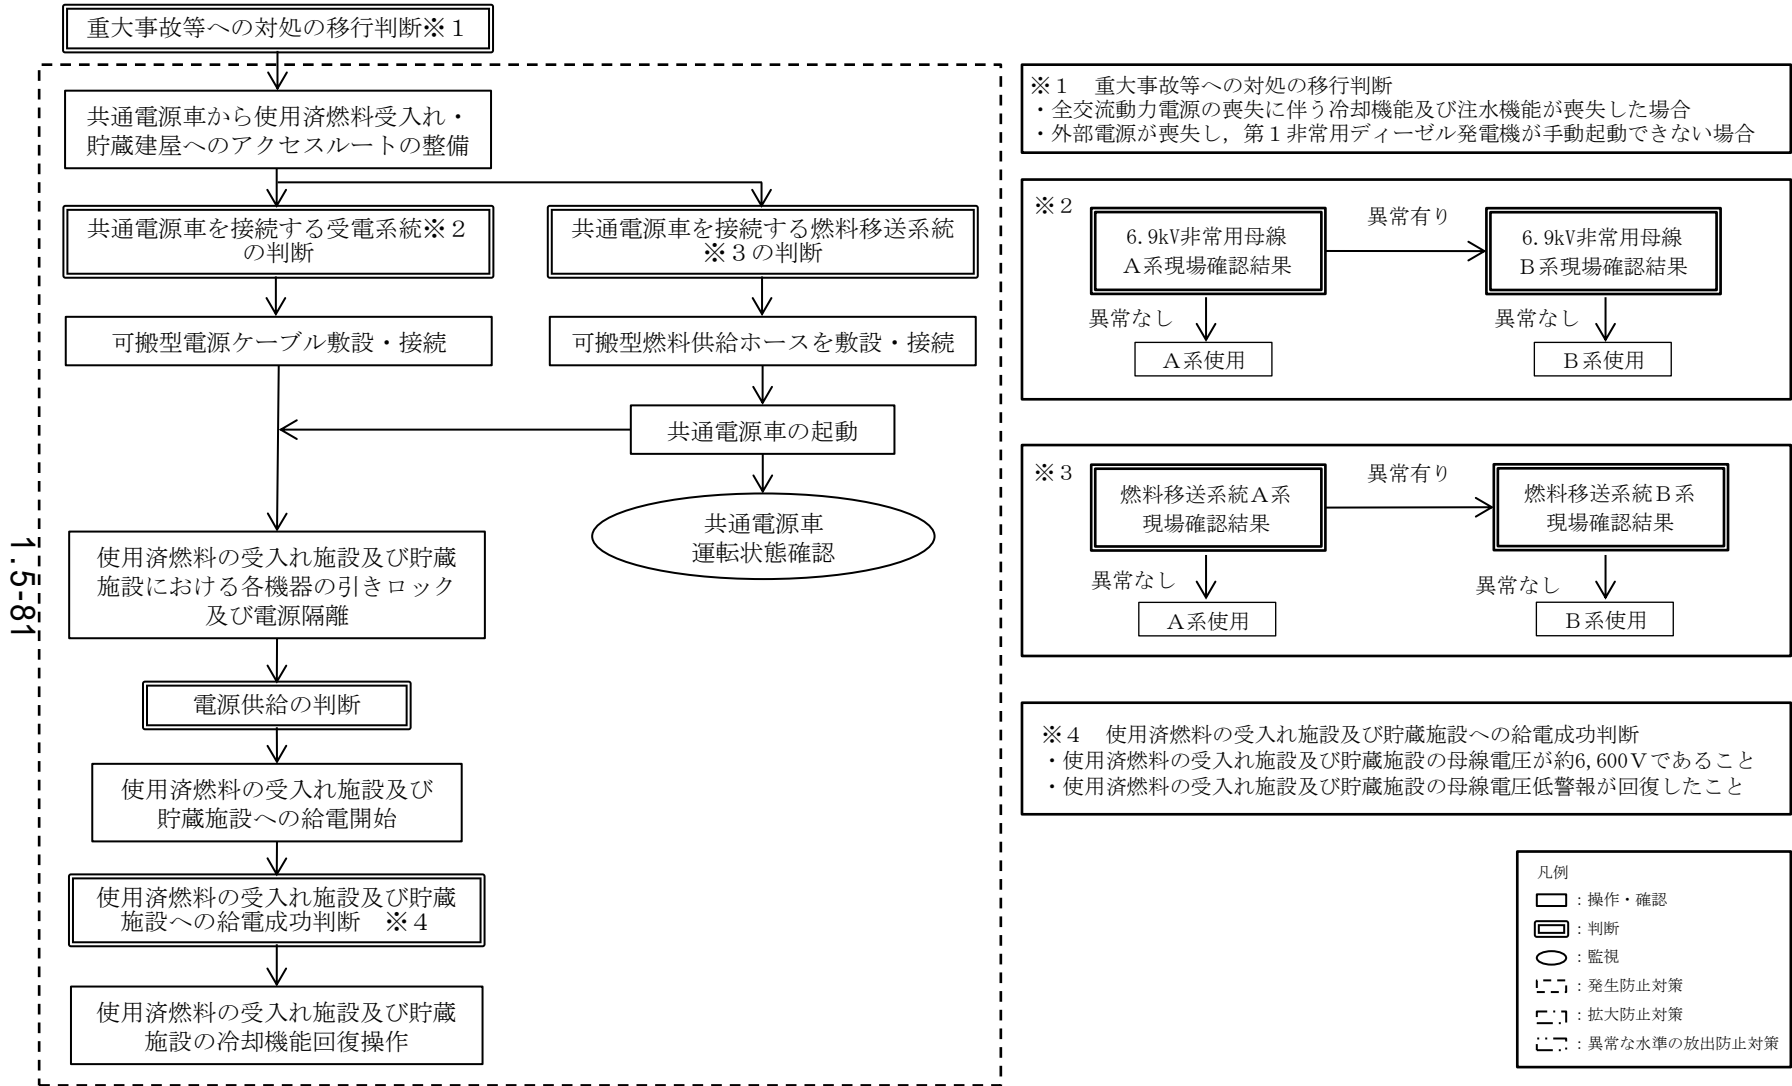 重大事故等への対処の移行判断※１
共通電源車から使用済燃料受入れ・
貯蔵建屋へのアクセスルートの整備
共通電源車を接続する受電系統※２
の判断
共通電源車を接続する燃料移送系統
※３の判断
可搬型電源ケーブル敷設・接続
可搬型燃料供給ホースを敷設・接続
共通電源車の起動
共通電源車
運転状態確認
使用済燃料の受入れ施設及び貯蔵
施設における各機器の引きロック
及び電源隔離
電源供給の判断
使用済燃料の受入れ施設及び
貯蔵施設への給電開始
使用済燃料の受入れ施設及び貯蔵
施設への給電成功判断　※４
使用済燃料の受入れ施設及び貯蔵
施設の冷却機能回復操作
1.5-81
※１　重大事故等への対処の移行判断
・全交流動力電源の喪失に伴う冷却機能及び注水機能が喪失した場合
・外部電源が喪失し，第１非常用ディーゼル発電機が手動起動できない場合
※２
6.9kV非常用母線
Ａ系現場確認結果
異常有り
6.9kV非常用母線
Ｂ系現場確認結果
異常なし
異常なし
Ａ系使用
Ｂ系使用
※３
燃料移送系統Ａ系
現場確認結果
異常有り
燃料移送系統Ｂ系
現場確認結果
異常なし
異常なし
Ａ系使用
Ｂ系使用
※４　使用済燃料の受入れ施設及び貯蔵施設への給電成功判断
・使用済燃料の受入れ施設及び貯蔵施設の母線電圧が約6,600Ｖであること
・使用済燃料の受入れ施設及び貯蔵施設の母線電圧低警報が回復したこと
凡例
：操作・確認
：判断
：監視
：発生防止対策
：拡大防止対策
：異常な水準の放出防止対策